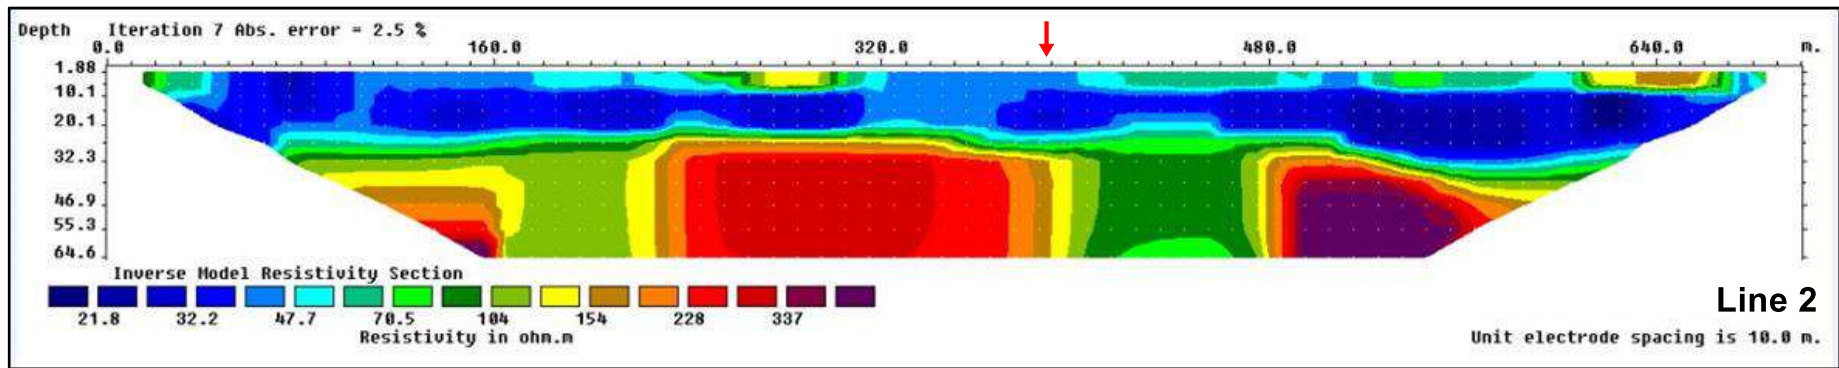 Depth Iteration 7 Abs. error = 2.5 %
0.0 160.0 320.0 480.0 640.0 m.
1.88
10.1
20.1
32.3
46.9
55.3
64.6
Inverse Model Resistivity Section
21.8 32.2 47.7 70.5 104 154 228 337
Resistivity in ohm.m
Line 2
Unit electrode spacing is 10.0 m.